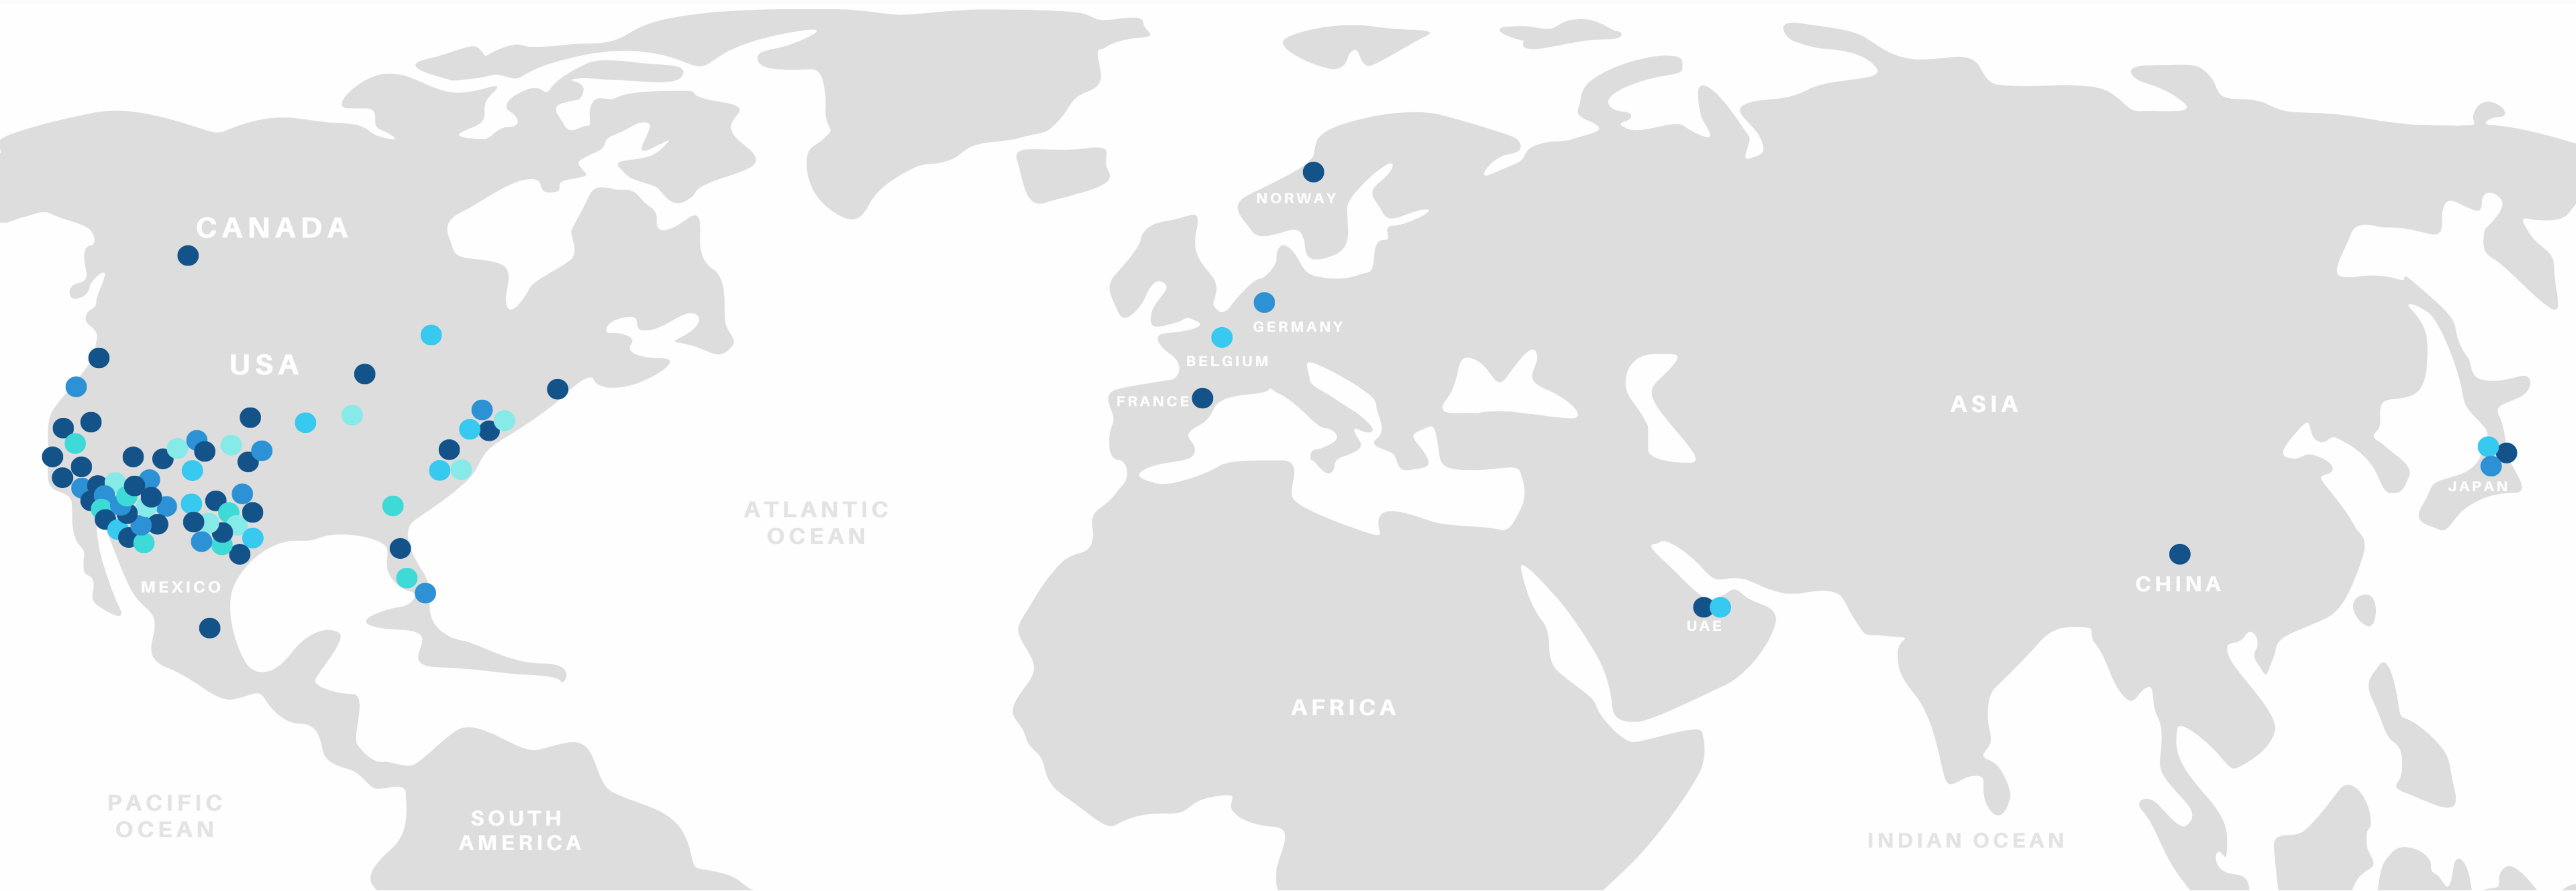 NORWAY
CANADA
GERMANY
BELGIUM
USA
FRANCE
ASIA
JAPAN
ATLANTIC
OCEAN
MEXICO
CHINA
UAE
AFRICA
PACIFIC
OCEAN
SOUTH
AMERICA
INDIAN OCEAN